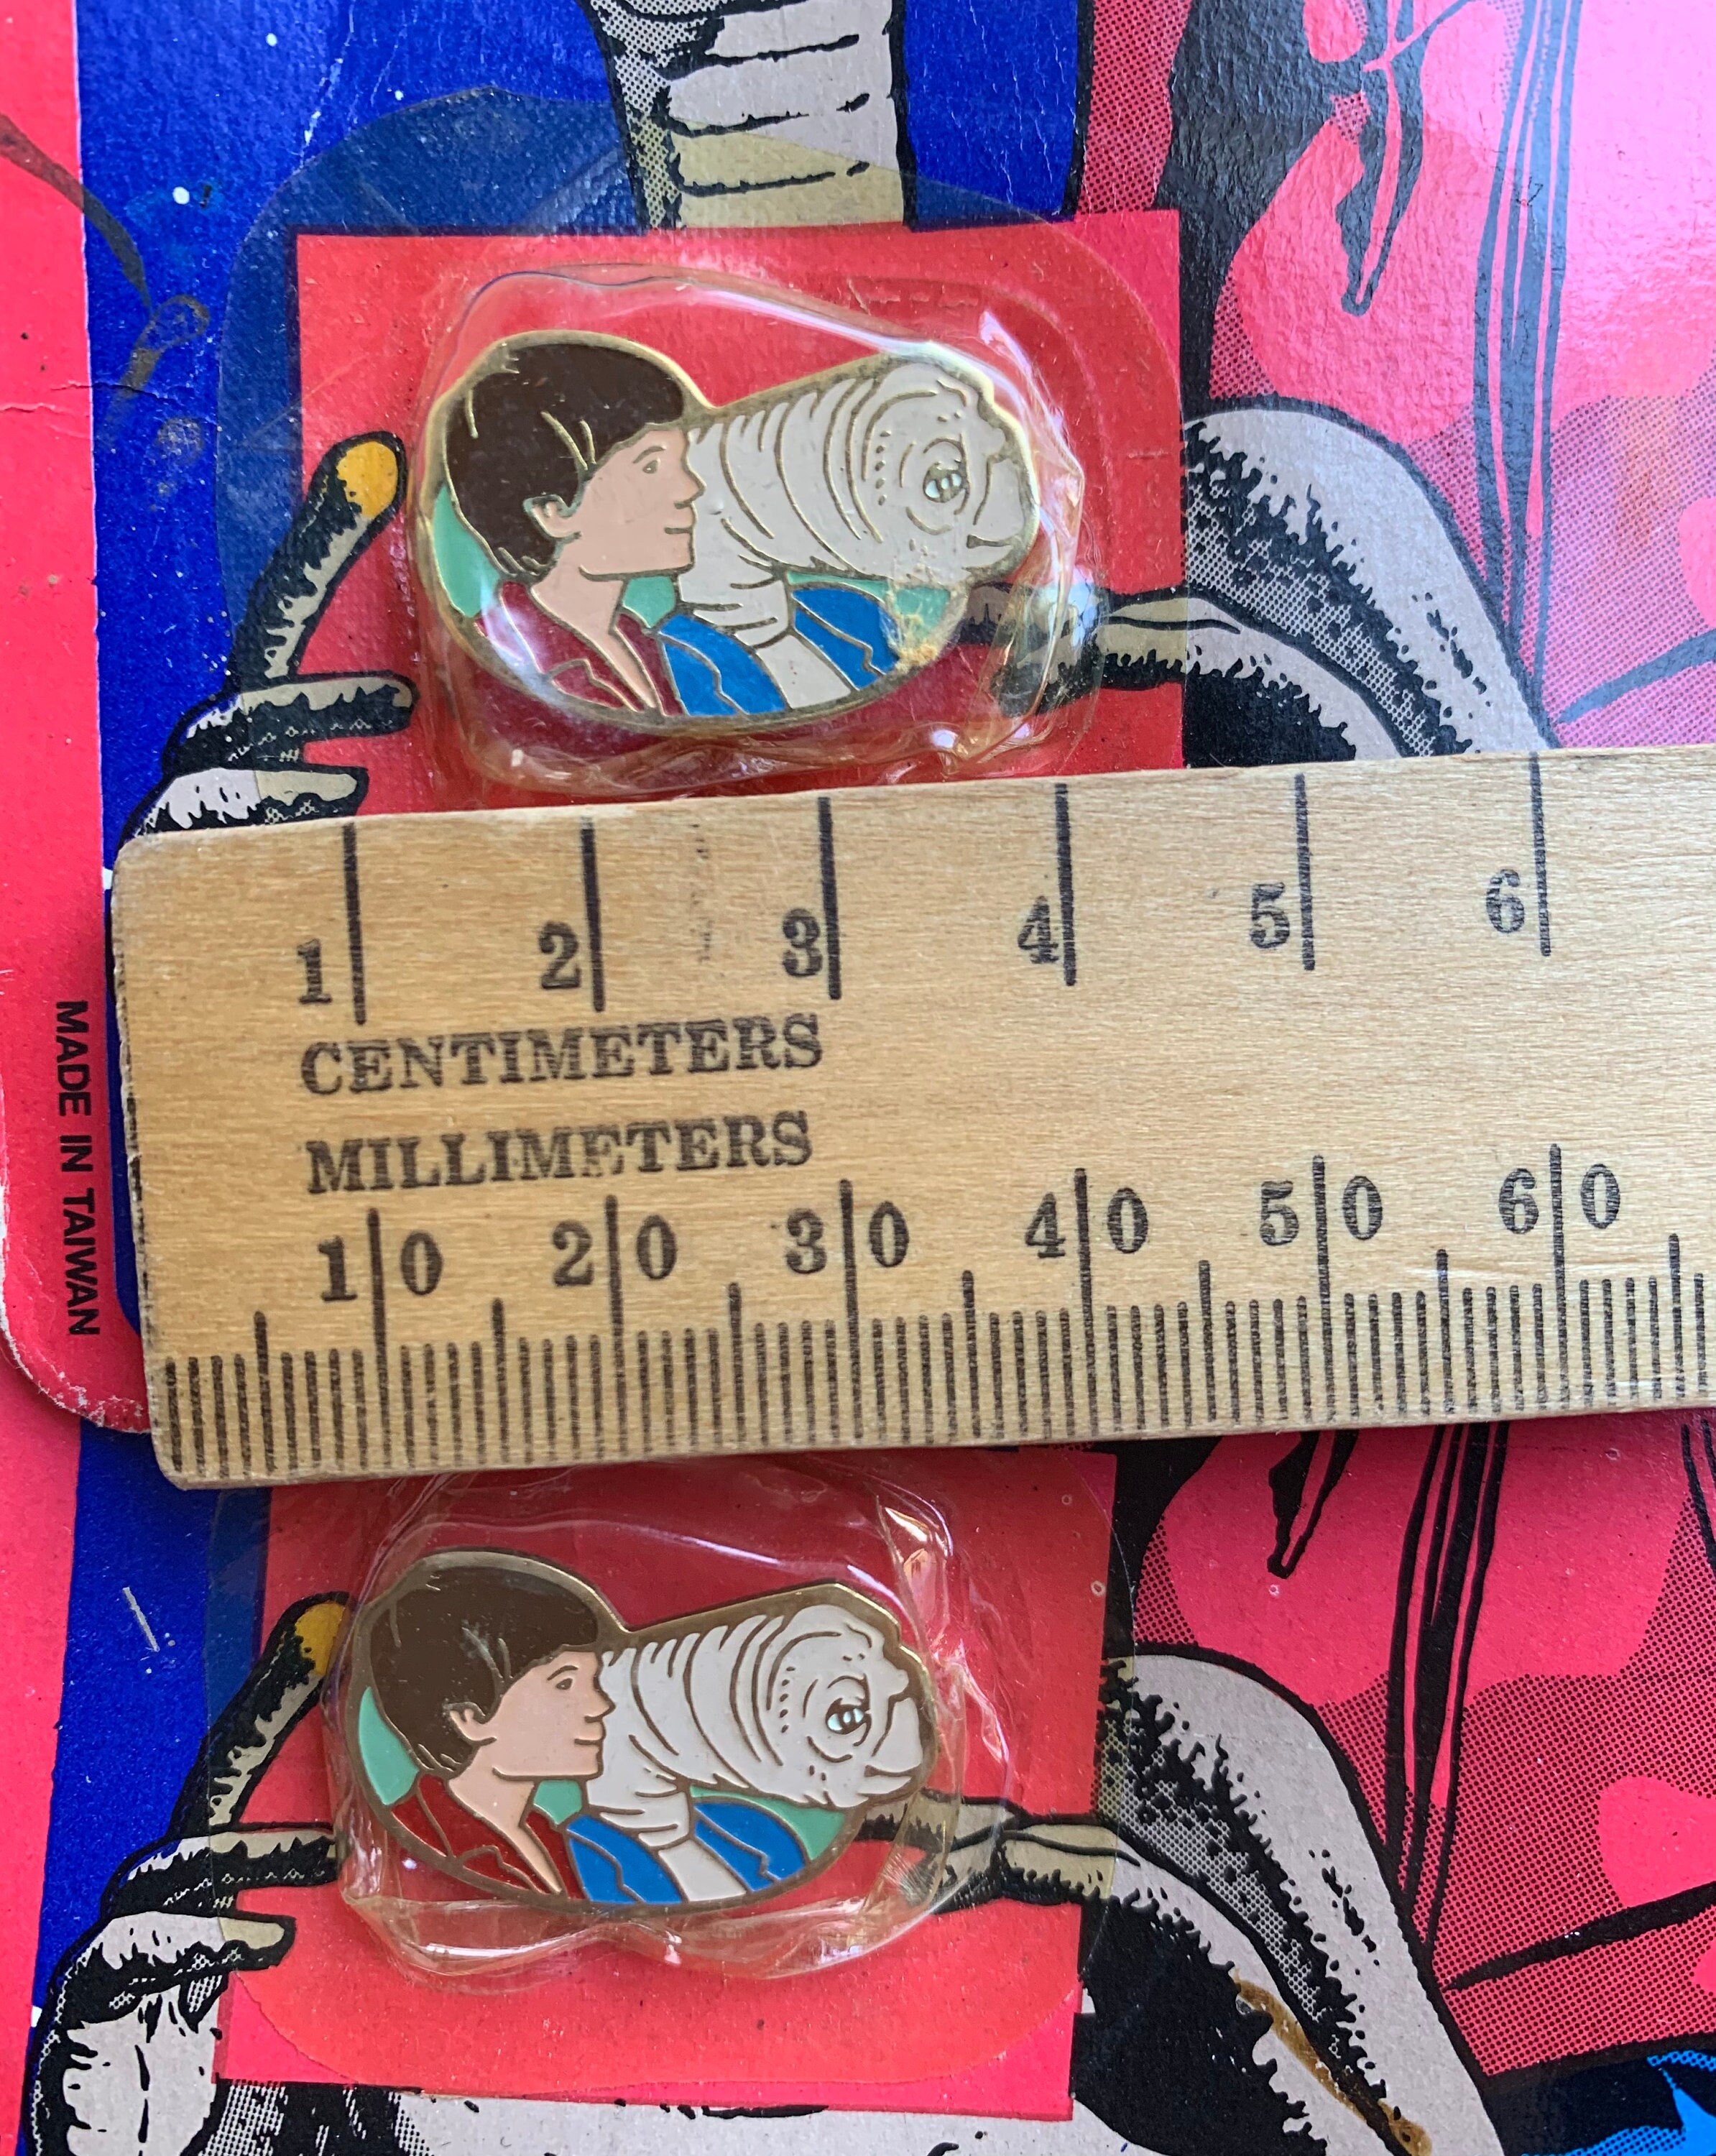 1 2 3 4 5 6
CENTIMETERS
MILLIMETERS
10 20 30 40 50 60
MADE IN TAIWAN